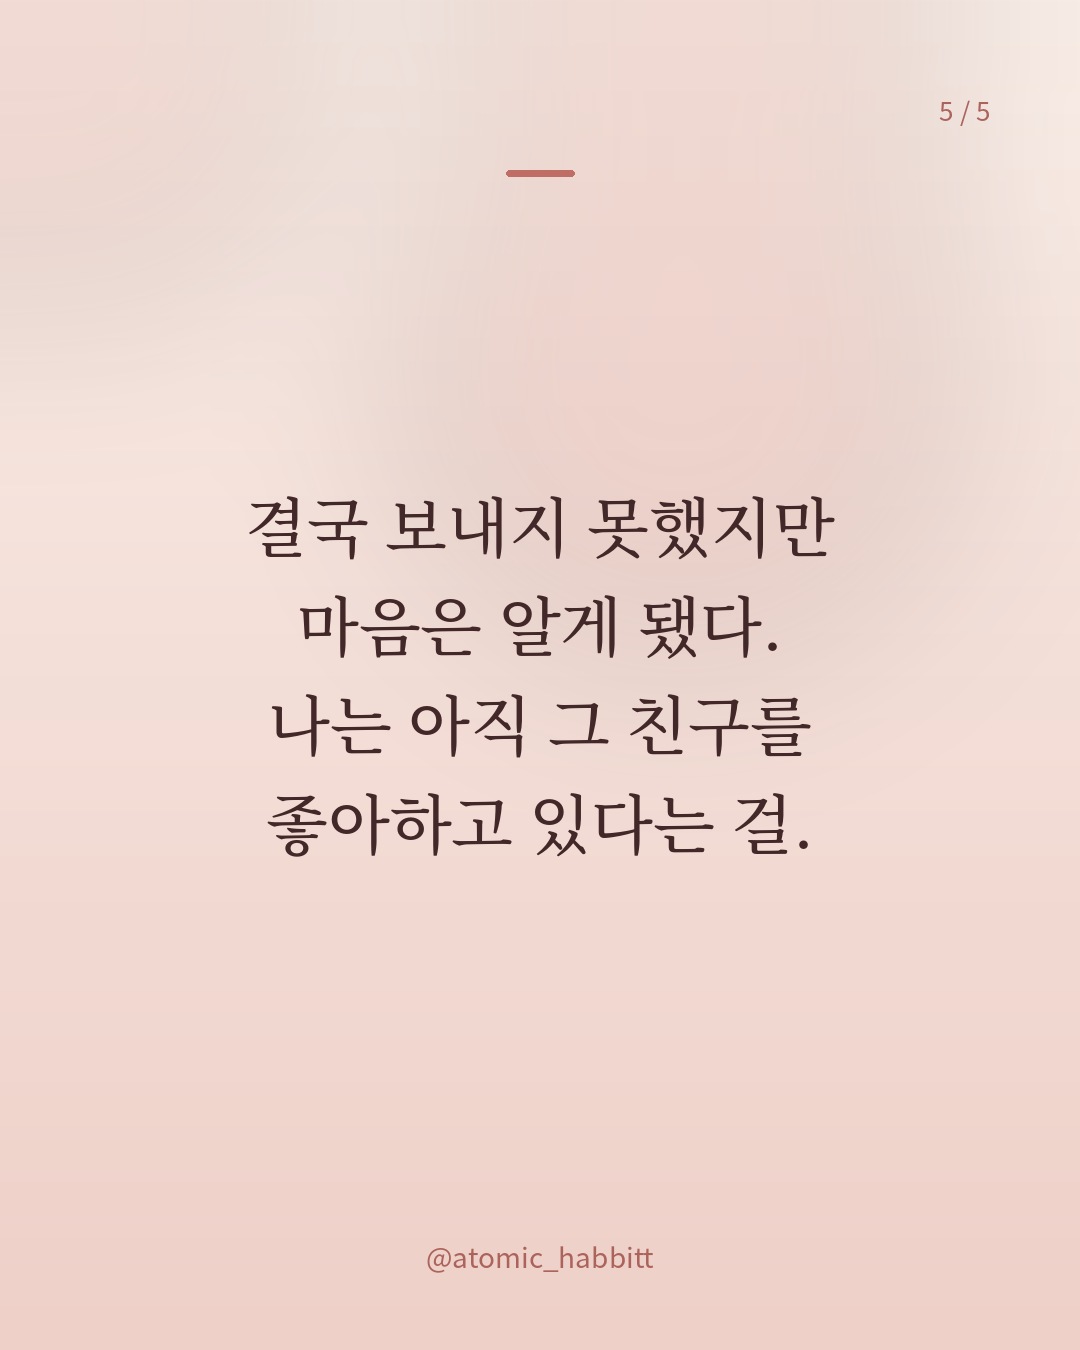 5 / 5
결국 보내지 못했지만
마음은 알게 됐다.
나는 아직 그 친구를
좋아하고 있다는 걸.
@atomic_habbitt